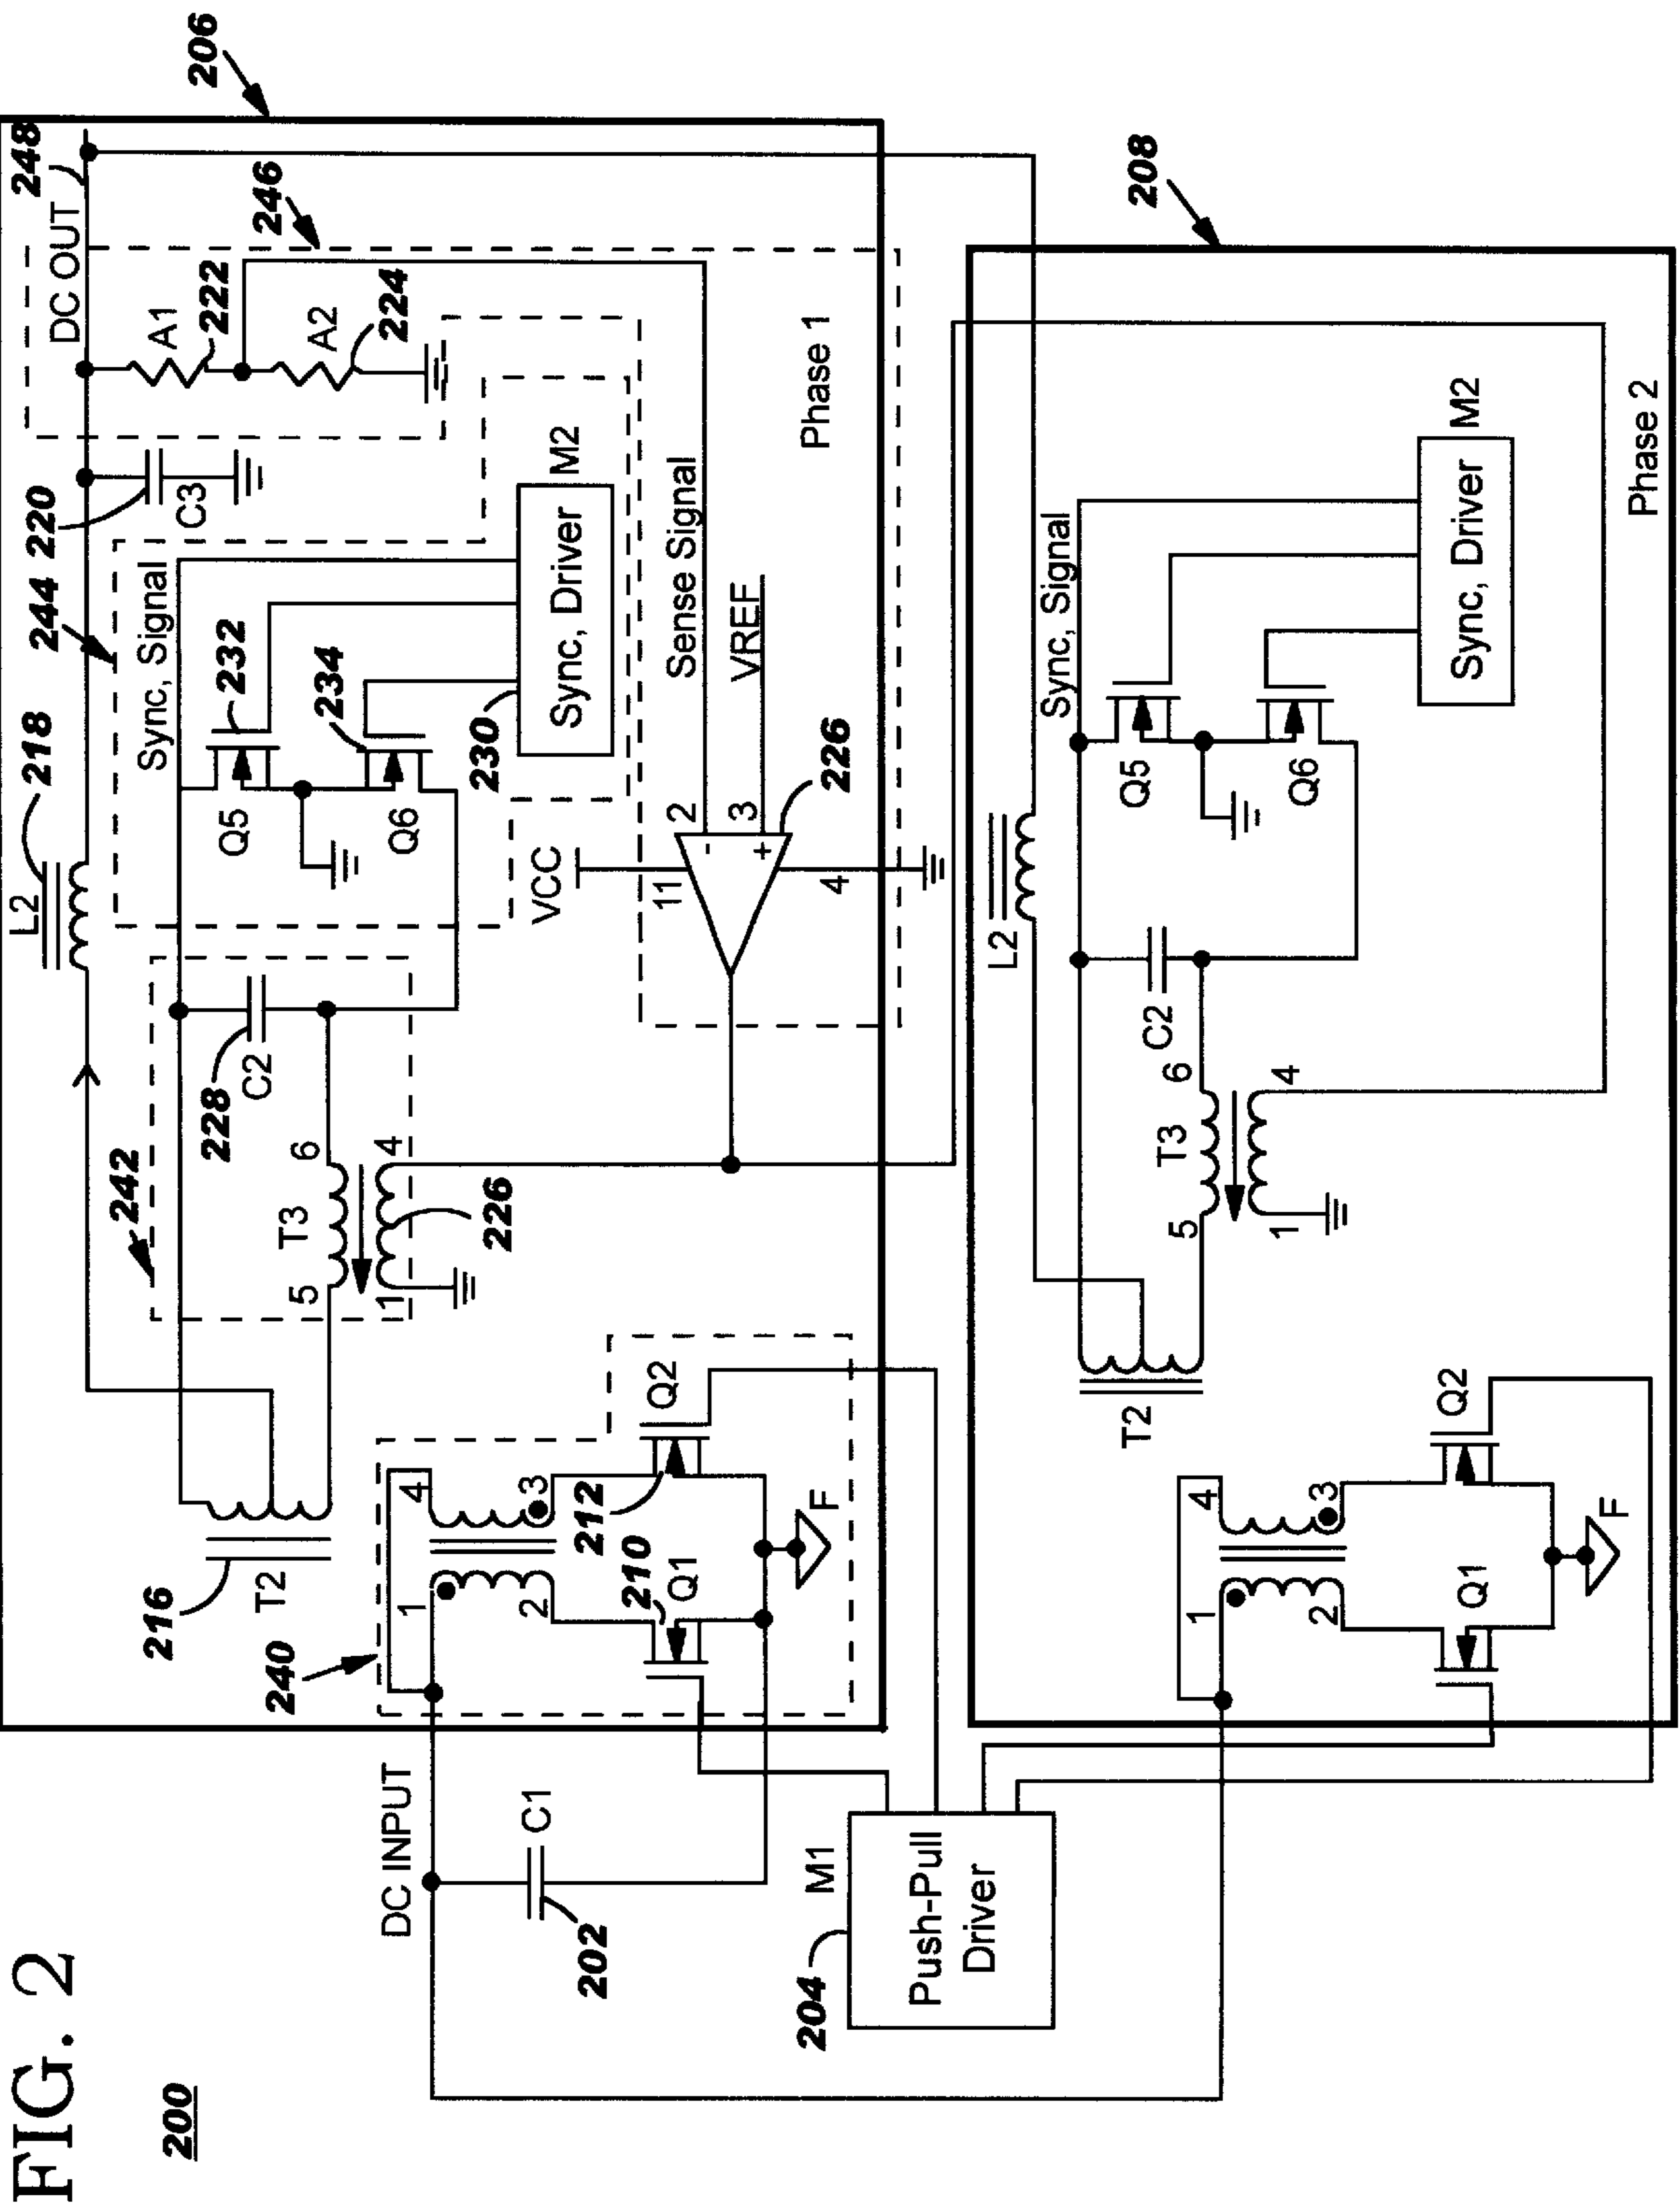 FIG. 2
200
DC INPUT
C1
202
M1
204
Push-Pull
Driver
206
248
DC OUT
246
A1
222
A2
224
244
220
C3
L2
218
Sync, Signal
232
Q5
234
Q6
M2
Sync, Driver
230
Sense Signal
VREF
Phase 1
VCC
2
3
-
+
11
4
226
242
228
C2
6
5
T3
4
1
226
216
T2
240
1
4
2
3
212
210
Q1
Q2
F
208
L2
Sync, Signal
Q5
Q6
M2
Sync, Driver
Phase 2
C2
6
5
T3
4
1
T2
1
4
2
3
Q1
Q2
F